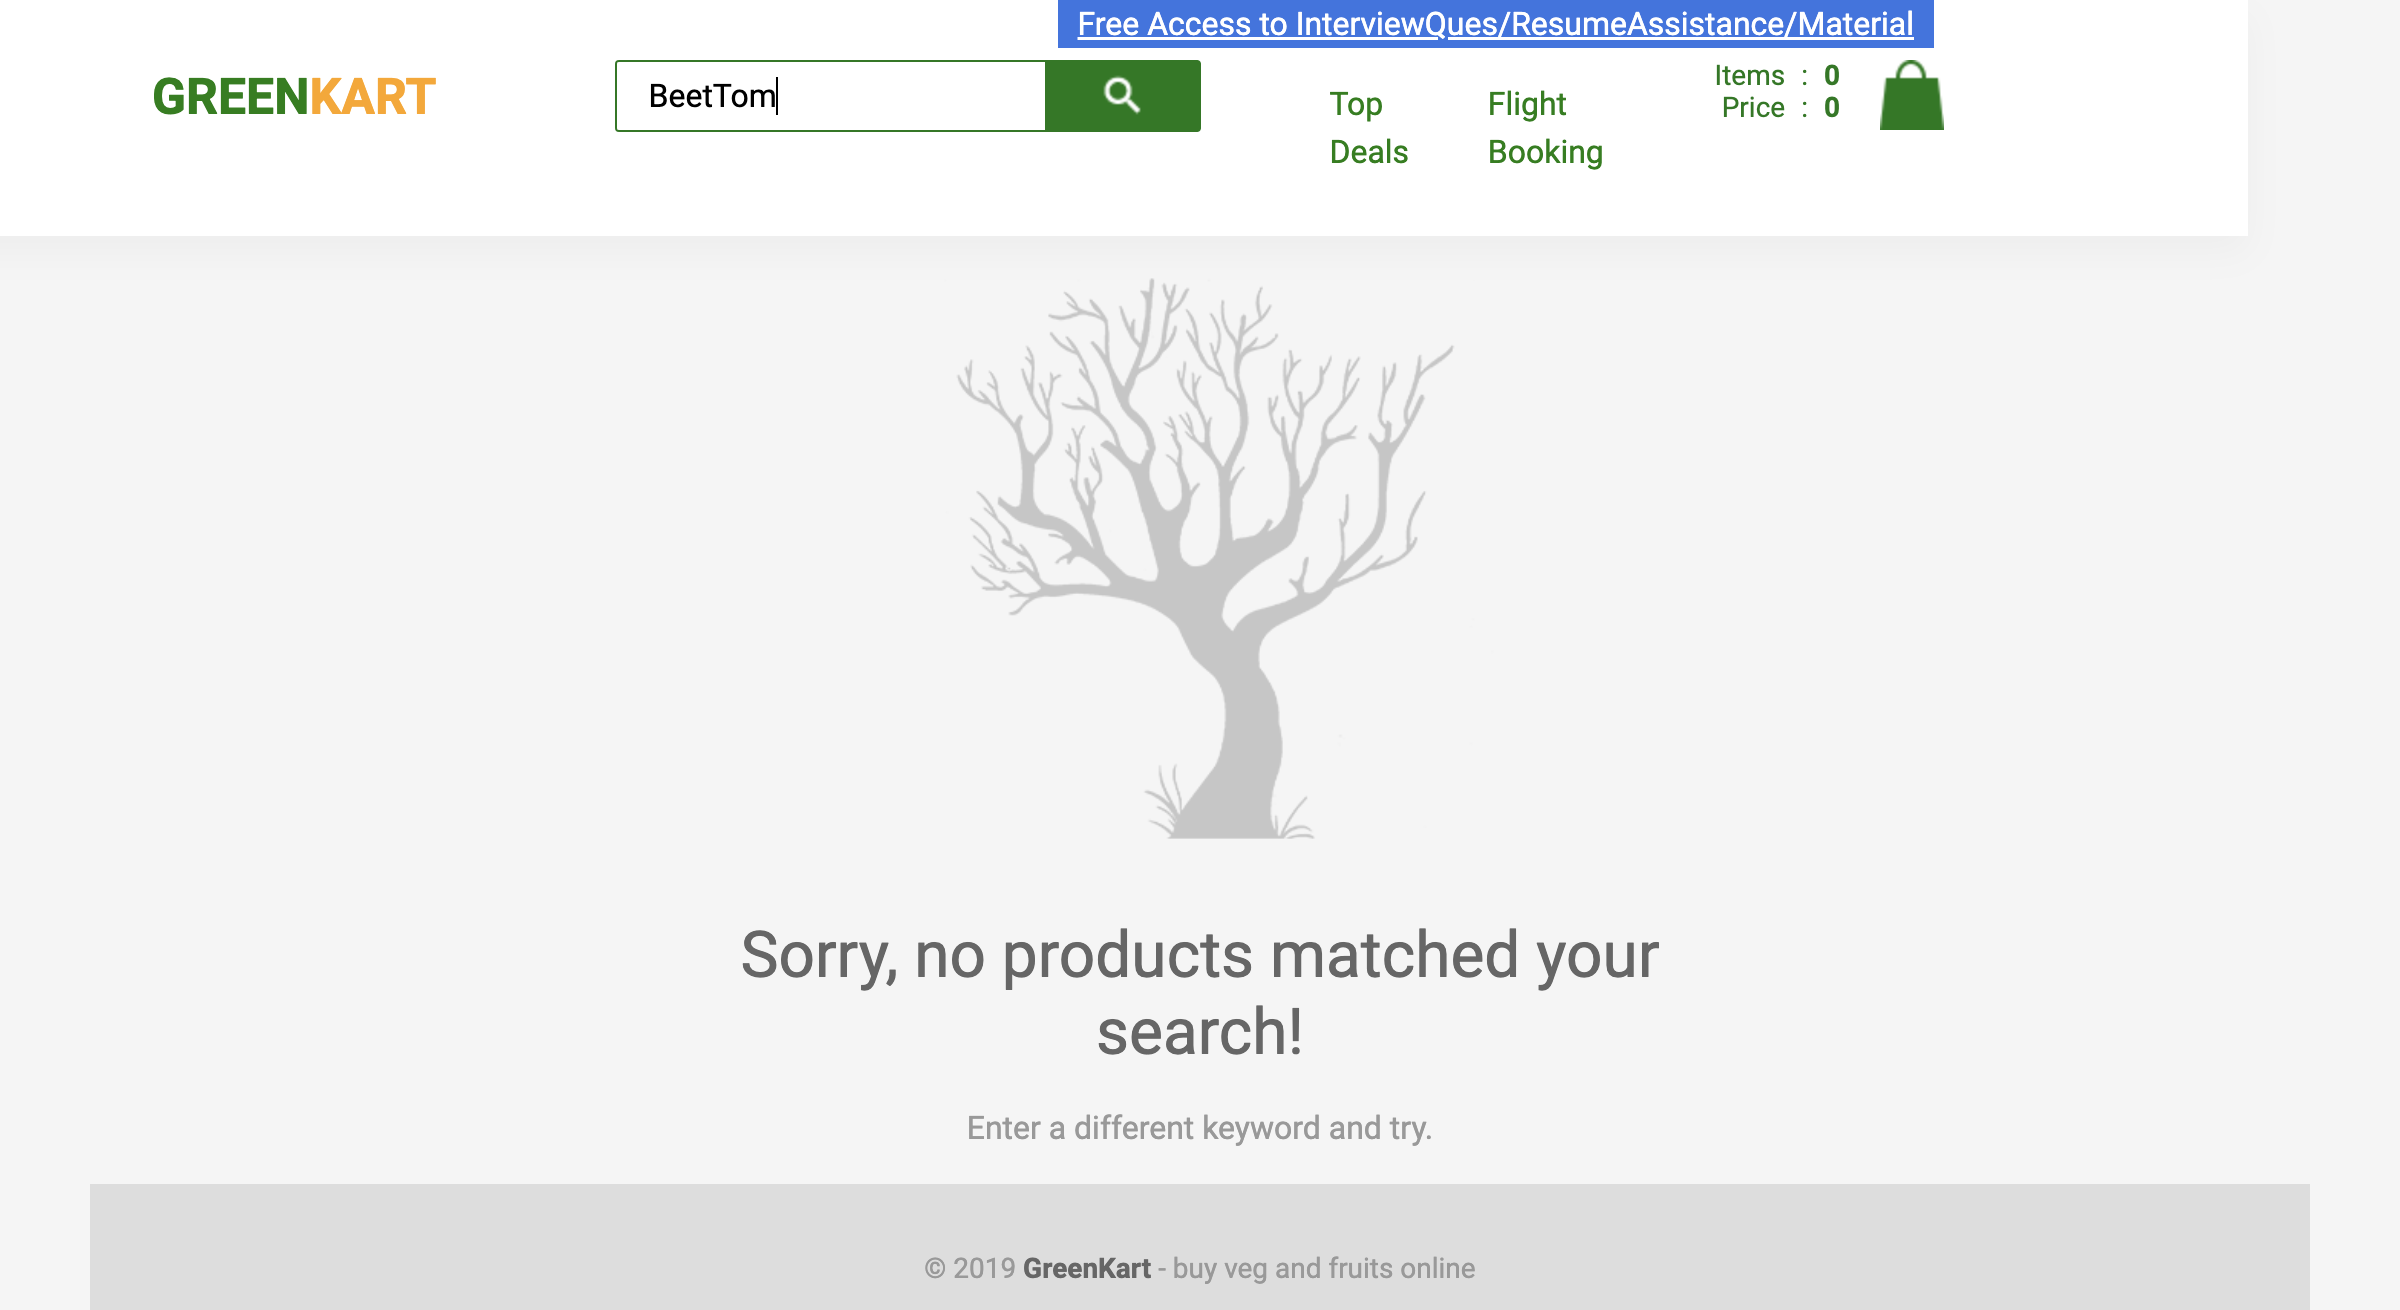 Free Access to InterviewQues/ResumeAssistance/Material
GREENKART
BeetTom
Top Deals
Flight Booking
Items : 0
Price : 0
Sorry, no products matched your
search!
Enter a different keyword and try.
© 2019 GreenKart - buy veg and fruits online